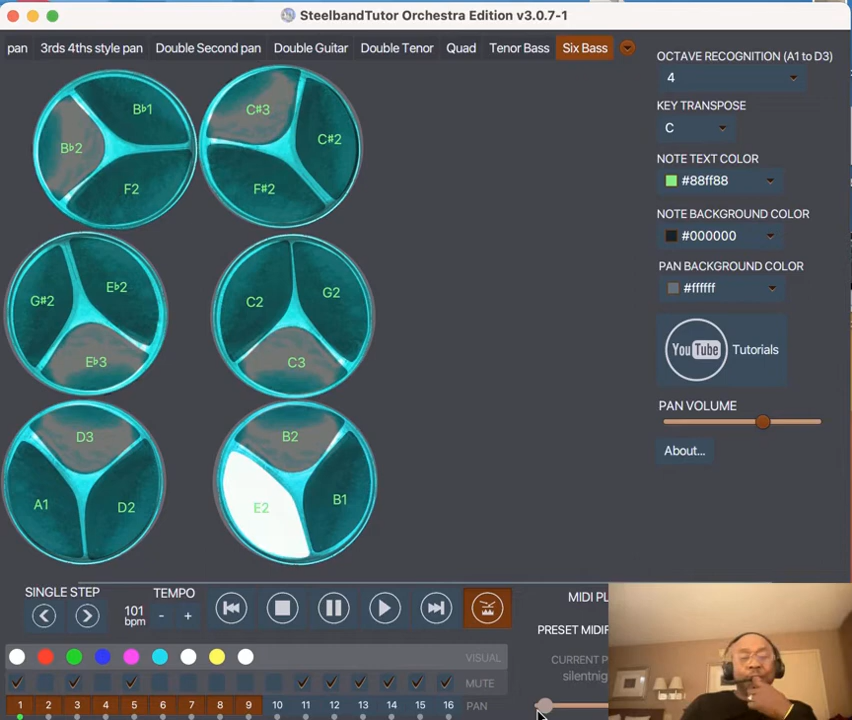 SteelbandTutor Orchestra Edition v3.0.7-1
pan 3rds 4ths style pan Double Second pan Double Guitar Double Tenor Quad Tenor Bass Six Bass
OCTAVE RECOGNITION (A1 to D3)
4
KEY TRANSPOSE
C
NOTE TEXT COLOR
#88ff88
NOTE BACKGROUND COLOR
#000000
PAN BACKGROUND COLOR
#ffffff
You Tube Tutorials
PAN VOLUME
About...
B♭1
B♭2
F2
C#3
C#2
F#2
G#2
E♭2
E♭3
C2
G2
C3
D3
A1
D2
B2
E2
B1
SINGLE STEP
TEMPO
101
bpm
- +
MIDI PL
PRESET MIDIF
CURRENT P
silentnig
VISUAL
MUTE
1 2 3 4 5 6 7 8 9 10 11 12 13 14 15 16 PAN